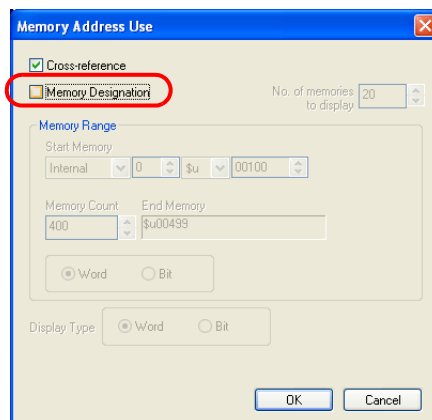 Memory Address Use
Cross-reference
Memory Designation
No. of memories to display 20
Memory Range
Start Memory
Internal 0 $u 00100
Memory Count End Memory
400 $u00499
Word Bit
Display Type Word Bit
OK Cancel